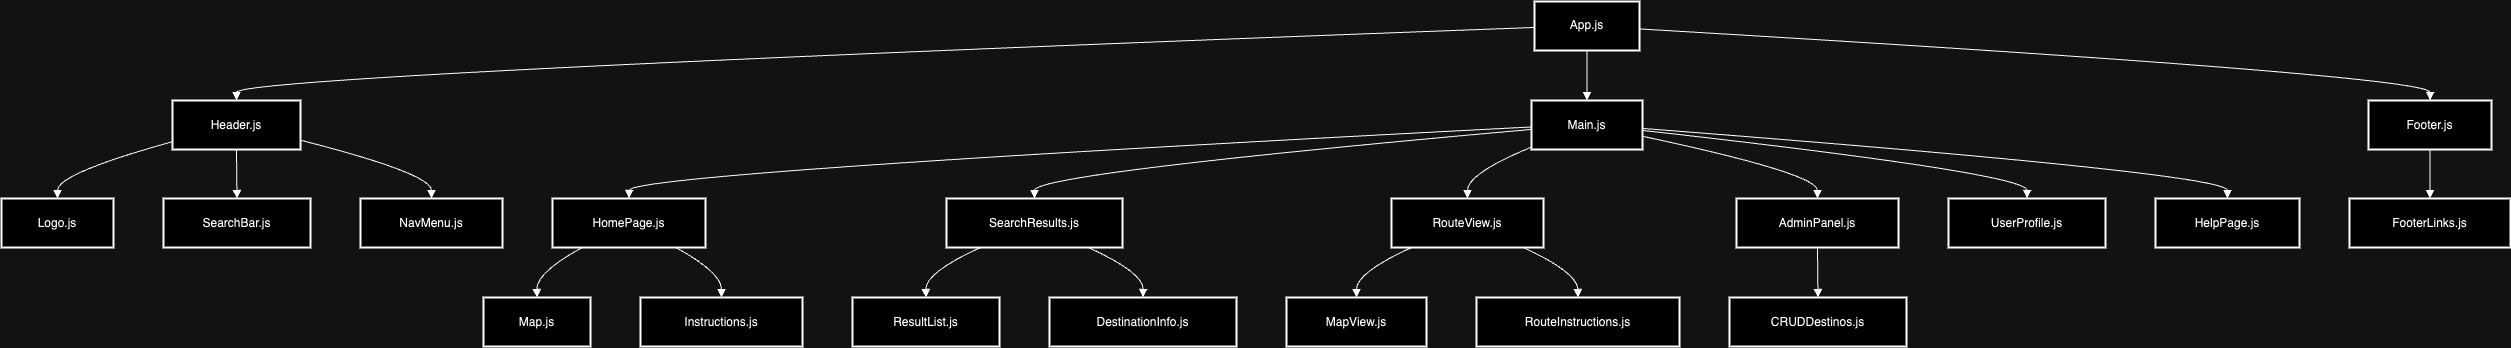 App.js
Header.js
Main.js
Footer.js
Logo.js
SearchBar.js
NavMenu.js
HomePage.js
SearchResults.js
RouteView.js
AdminPanel.js
UserProfile.js
HelpPage.js
FooterLinks.js
Map.js
Instructions.js
ResultList.js
DestinationInfo.js
MapView.js
RouteInstructions.js
CRUDDestinos.js